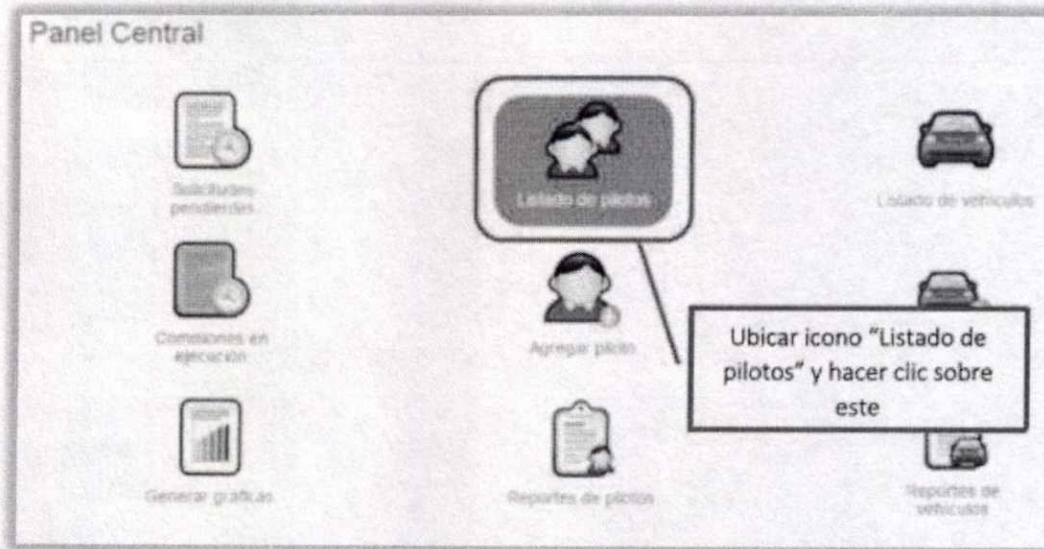 Panel Central
Solicitudes
pendientes
Listado de pilotos
Listado de vehículos
Comisiones en
ejecución
Agregar piloto
Ubicar icono “Listado de
pilotos” y hacer clic sobre
este
Generar graficas
Reportes de pilotos
Reportes de
vehículos